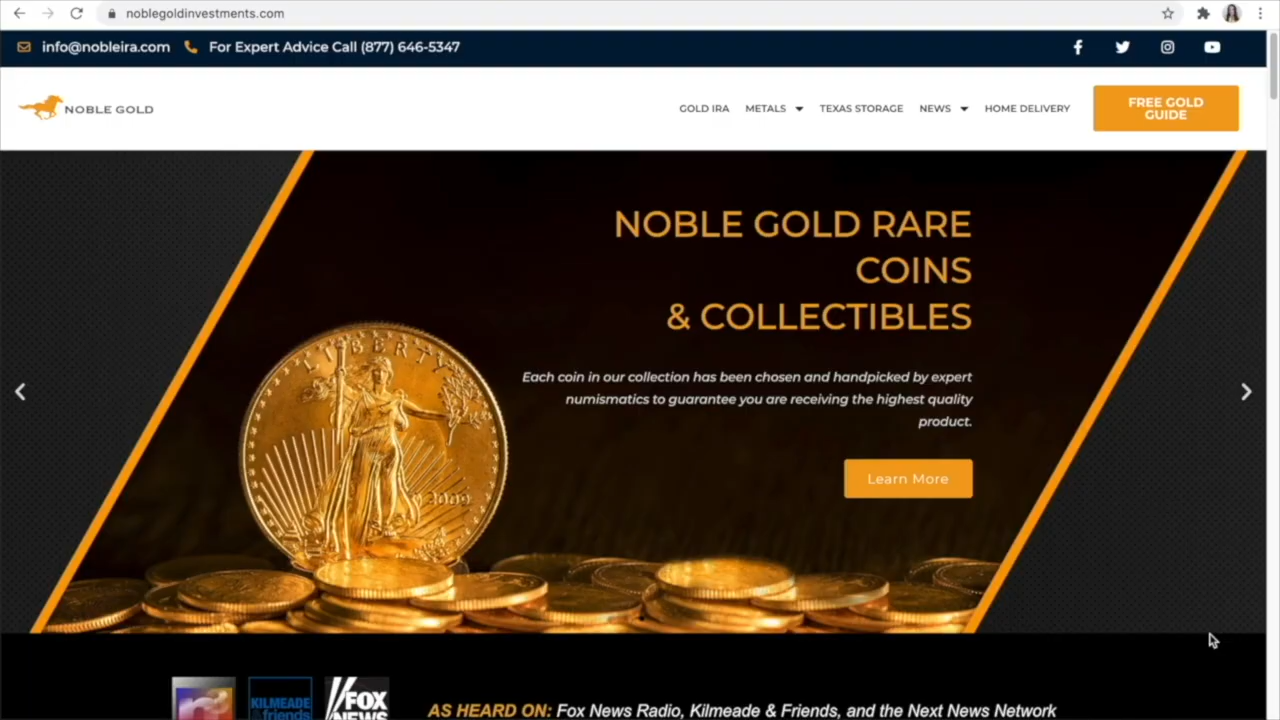 noblegoldinvestments.com
info@nobleira.com For Expert Advice Call (877) 646-5347
NOBLE GOLD
GOLD IRA METALS TEXAS STORAGE NEWS HOME DELIVERY
FREE GOLD
GUIDE
NOBLE GOLD RARE
COINS
& COLLECTIBLES
Each coin in our collection has been chosen and handpicked by expert
numismatics to guarantee you are receiving the highest quality
product.
Learn More
LIBERTY
2009
KILMEADE
& friends
FOX
NEWS
AS HEARD ON: Fox News Radio, Kilmeade & Friends, and the Next News Network